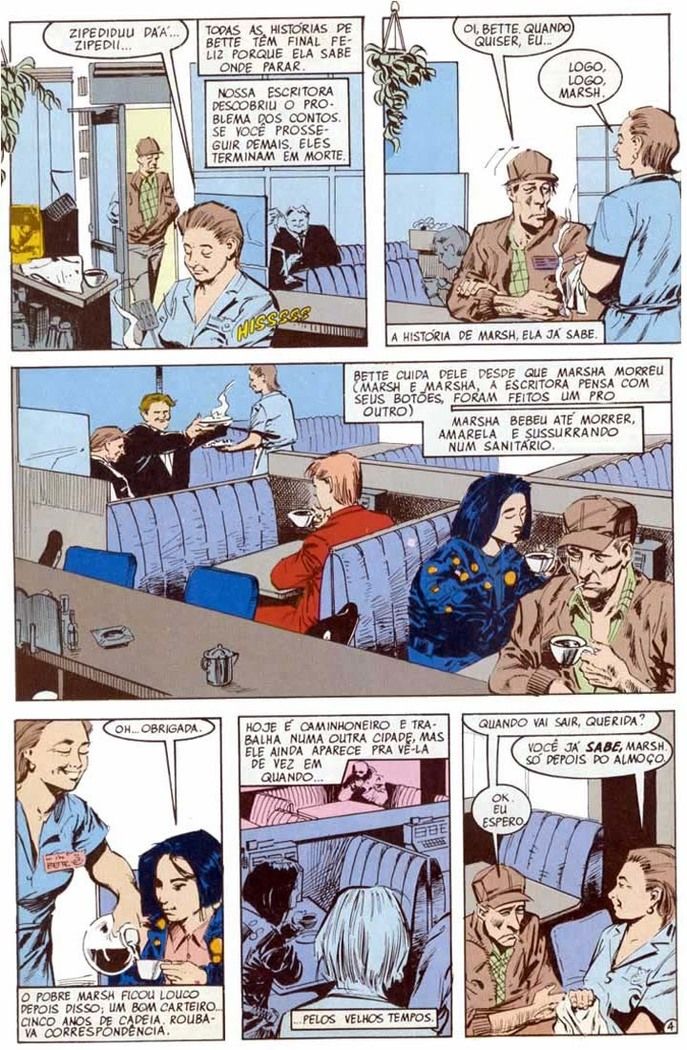 ZIPEDIDUU DA'A'...
ZIPEDII...
TODAS AS HISTÓRIAS DE
BETTE TÊM FINAL FE-
LIZ PORQUE ELA SABE
ONDE PARAR.
NOSSA ESCRITORA
DESCOBRIU O PRO-
BLEMA DOS CONTOS.
SE VOCÊ PROSSE-
GUIR DEMAIS, ELES
TERMINAM EM MORTE.
HISSSSS
OI, BETTE. QUANDO
QUISER, EU...
LOGO,
LOGO,
MARSH.
A HISTÓRIA DE MARSH, ELA JÁ SABE.
BETTE CUIDA DELE DESDE QUE MARSHA MORREU
(MARSH E MARSHA, A ESCRITORA PENSA COM
SEUS BOTÕES, FORAM FEITOS UM PRO
OUTRO)
MARSHA BEBEU ATÉ MORRER,
AMARELA E SUSSURRANDO
NUM SANITÁRIO.
OH... OBRIGADA.
BETTE
O POBRE MARSH FICOU LOUCO
DEPOIS DISSO; UM BOM CARTEIRO...
CINCO ANOS DE CADEIA. ROUBA-
VA CORRESPONDÊNCIA.
HOJE É CAMINHONEIRO E TRA-
BALHA NUMA OUTRA CIDADE, MAS
ELE AINDA APARECE PRA VÊ-LA
DE VEZ EM
QUANDO...
...PELOS VELHOS TEMPOS.
QUANDO VAI SAIR, QUERIDA?
VOCÊ JÁ SABE, MARSH.
SÓ DEPOIS DO ALMOÇO.
OK.
EU
ESPERO.
4